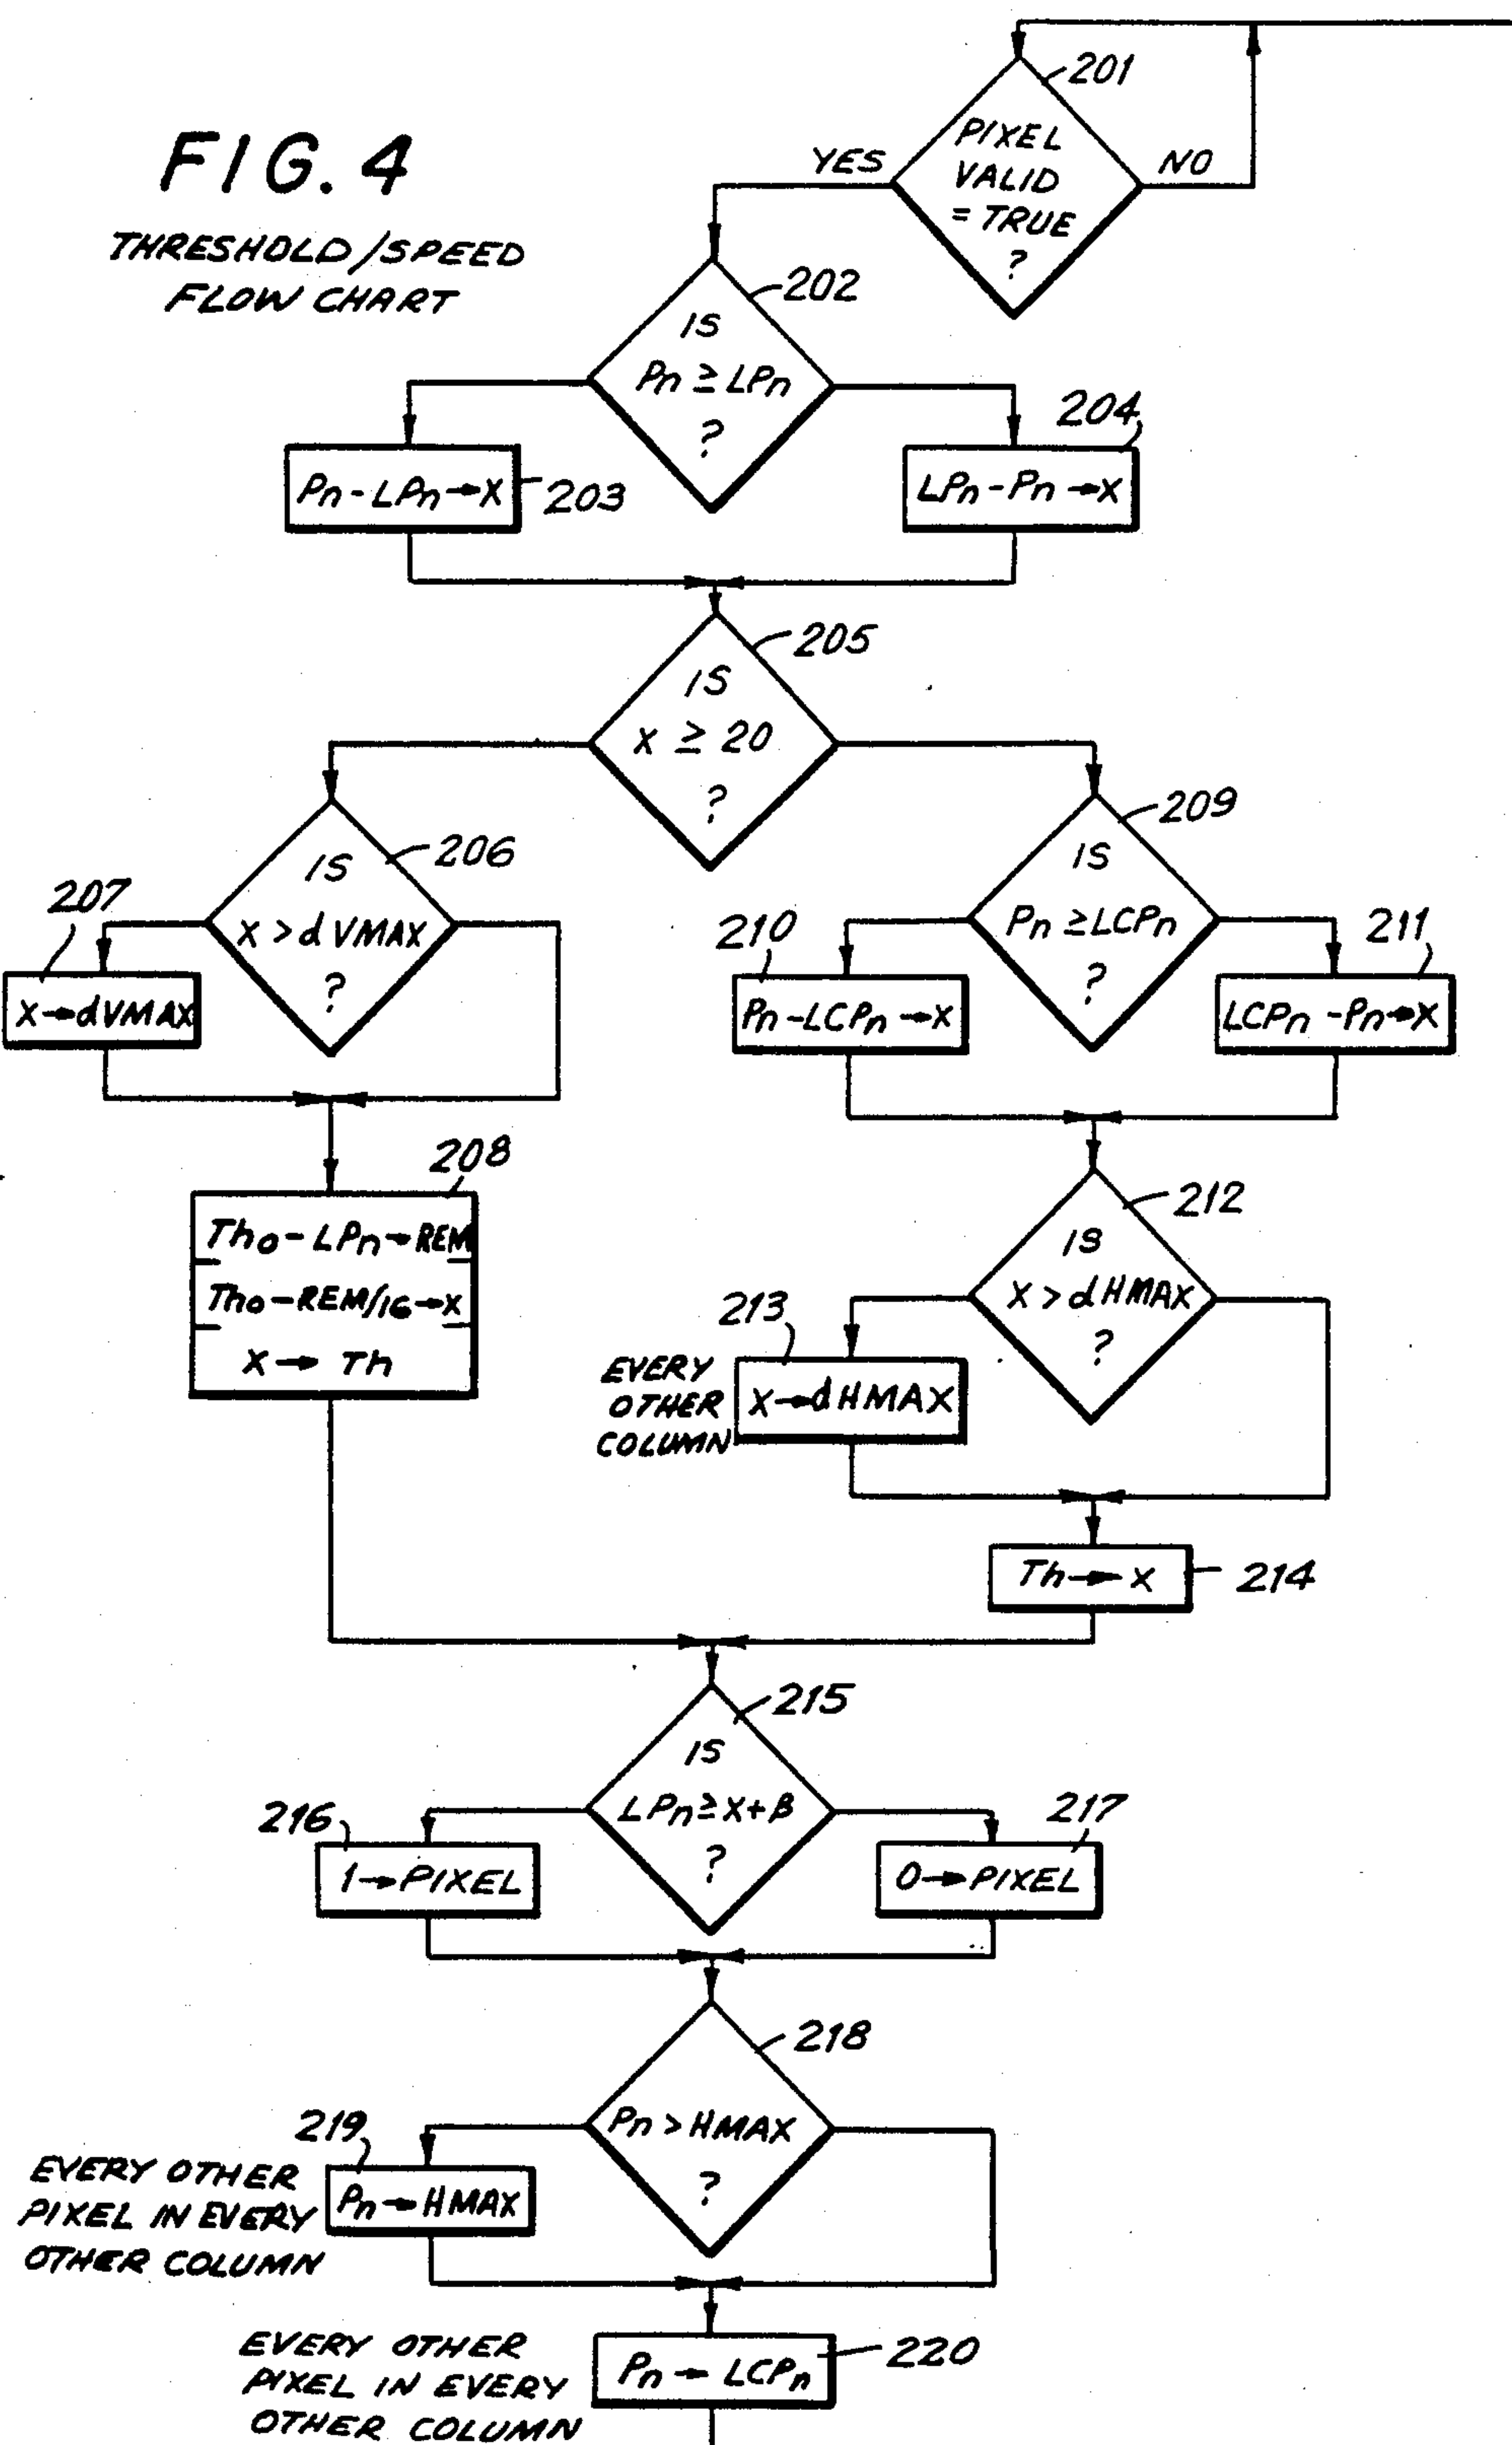 FIG. 4
THRESHOLD/SPEED
FLOW CHART
201
PIXEL
VALID
= TRUE
?
YES
NO
202
IS
Pn ≥ LPn
?
Pn - LPn → X
203
204
LPn - Pn → X
205
IS
X ≥ 20
?
206
IS
X > dVMAX
?
207
X → dVMAX
208
Tho - LPn → REM
Tho - REM/16 → X
X → Th
209
IS
Pn ≥ LCPn
?
210
Pn - LCPn → X
211
LCPn - Pn → X
212
IS
X > dHMAX
?
213
EVERY
OTHER
COLUMN
X → dHMAX
Th → X
214
215
IS
LPn ≥ X + β
?
216
1 → PIXEL
217
0 → PIXEL
218
Pn > HMAX
?
219
EVERY OTHER
PIXEL IN EVERY
OTHER COLUMN
Pn → HMAX
EVERY OTHER
PIXEL IN EVERY
OTHER COLUMN
Pn → LCPn
220